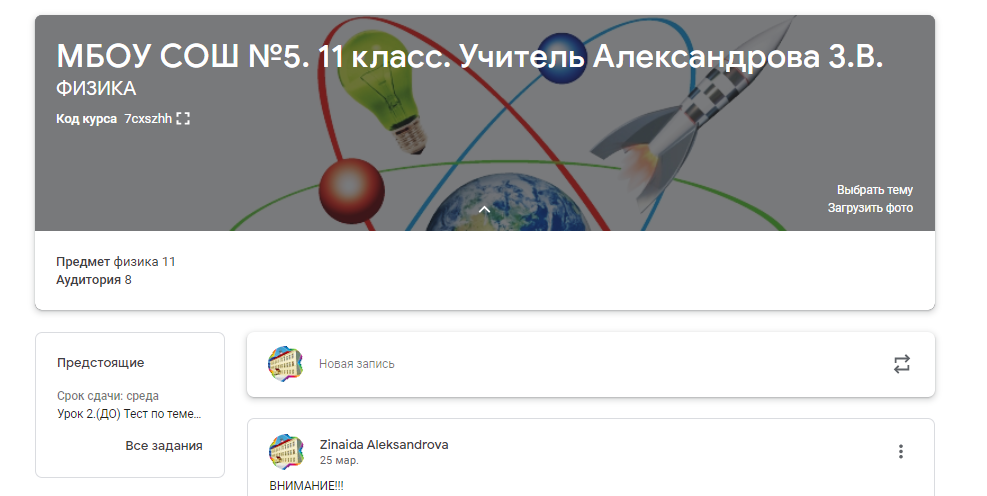 МБОУ СОШ №5. 11 класс. Учитель Александрова З.В.
ФИЗИКА
Код курса 7cxszhh
Выбрать тему
Загрузить фото
Предмет физика 11
Аудитория 8
Предстоящие
Срок сдачи: среда
Урок 2.(ДО) Тест по теме...
Все задания
Новая запись
Zinaida Aleksandrova
25 мар.
ВНИМАНИЕ!!!